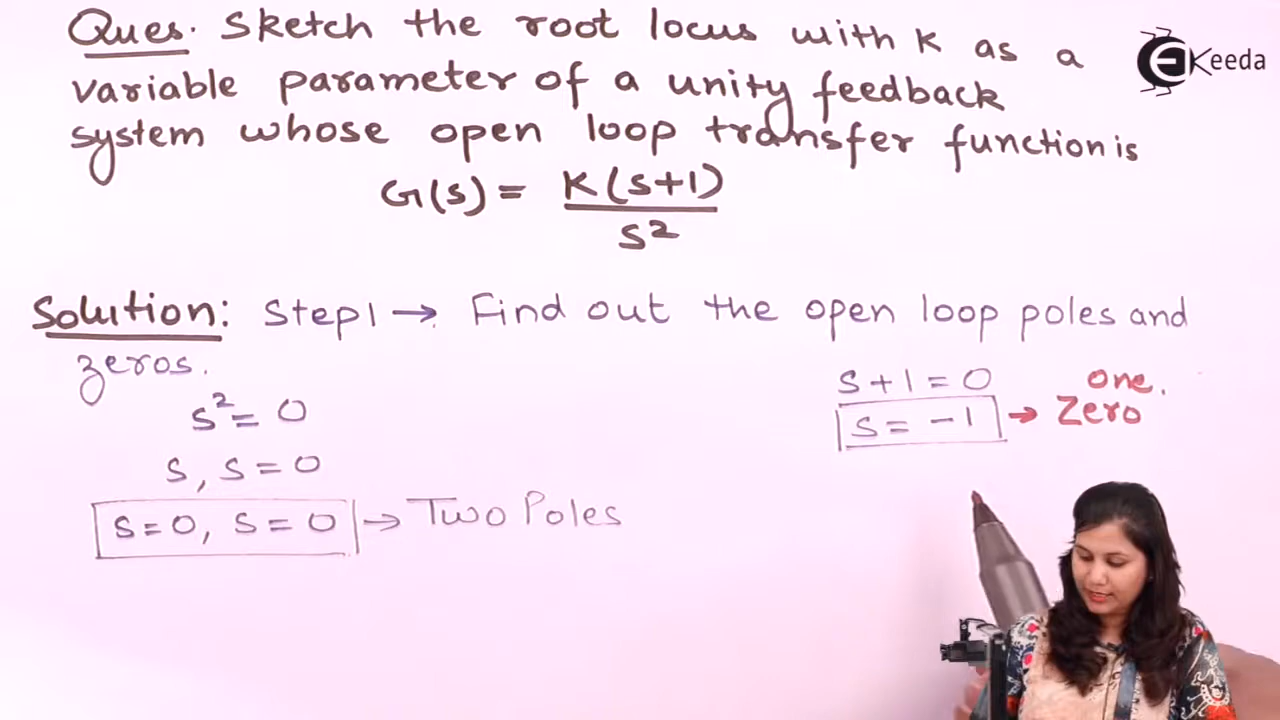 Ques. Sketch the root locus with K as a
variable parameter of a unity feedback
system whose open loop transfer function is
G(s) = K(s+1)
s²
Solution: Step1 → Find out the open loop poles and
zeros.
s² = 0
s, s = 0
s=0, s=0 → Two Poles
s+1=0
s=-1 → one. Zero
EKeeda